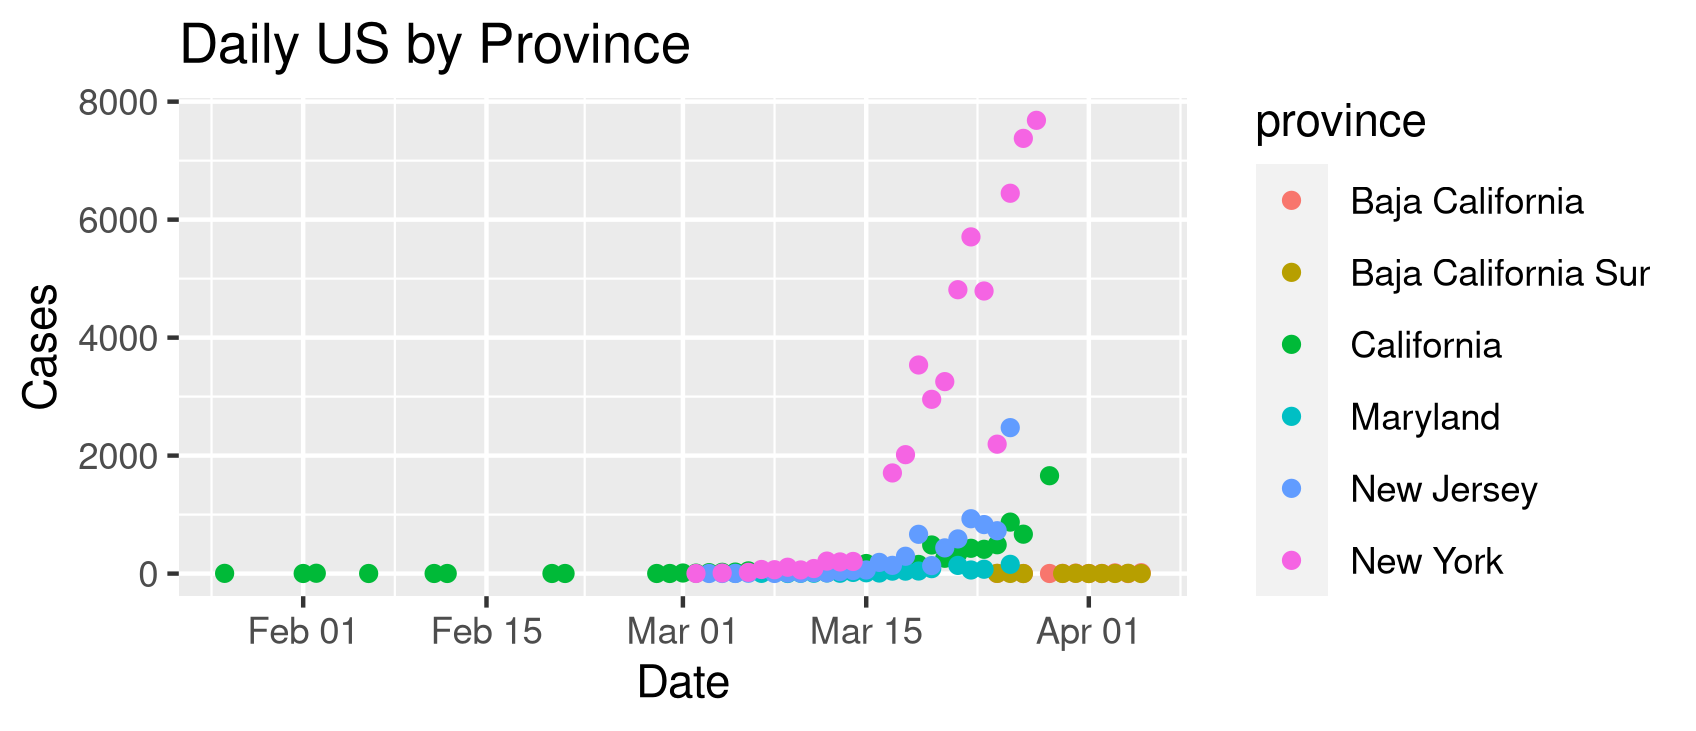 Daily US by Province
8000
6000
4000
2000
0
Cases
Feb 01
Feb 15
Mar 01
Mar 15
Apr 01
Date
province
Baja California
Baja California Sur
California
Maryland
New Jersey
New York